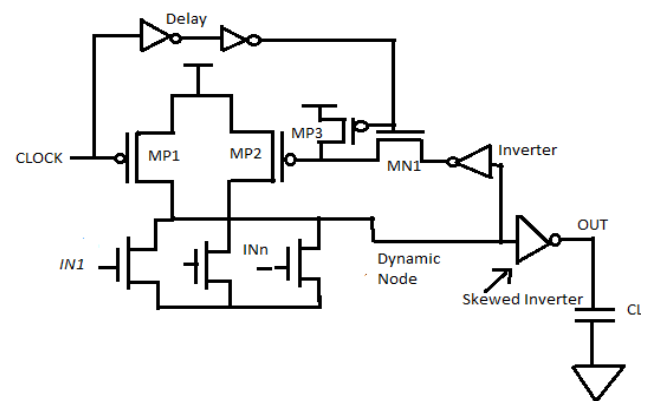 Delay
CLOCK
MP1
MP2
MP3
MN1
Inverter
IN1
INn
Dynamic
Node
OUT
Skewed Inverter
CL